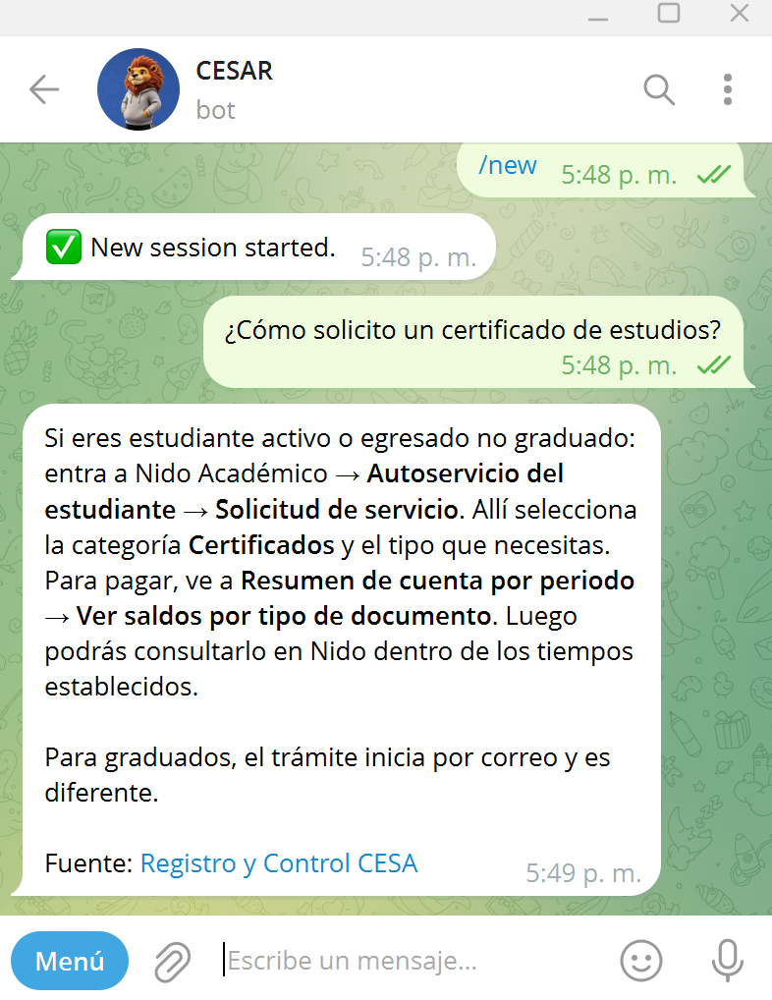 CESAR
bot
/new
5:48 p. m.
✅ New session started.
5:48 p. m.
¿Cómo solicito un certificado de estudios?
5:48 p. m.
Si eres estudiante activo o egresado no graduado:
entra a Nido Académico → Autoservicio del
estudiante → Solicitud de servicio. Allí selecciona
la categoría Certificados y el tipo que necesitas.
Para pagar, ve a Resumen de cuenta por periodo
→ Ver saldos por tipo de documento. Luego
podrás consultarlo en Nido dentro de los tiempos
establecidos.
Para graduados, el trámite inicia por correo y es
diferente.
Fuente: Registro y Control CESA
5:49 p. m.
Menú
Escribe un mensaje...